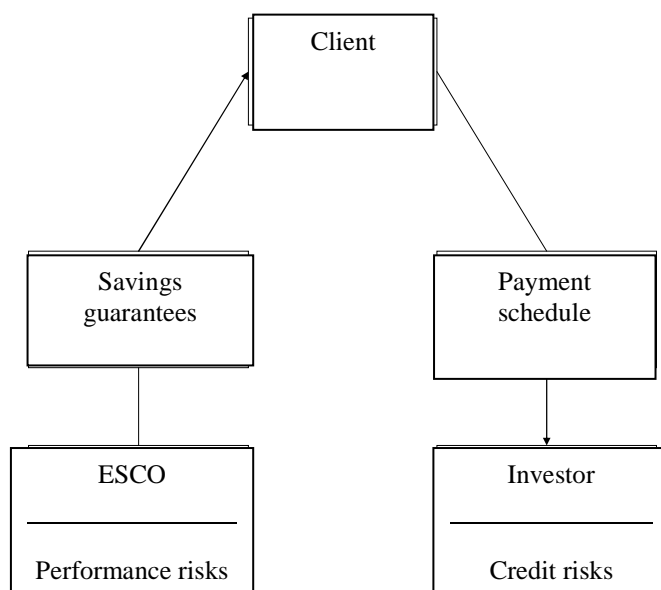 Client
Savings
guarantees
Payment
schedule
ESCO
Performance risks
Investor
Credit risks